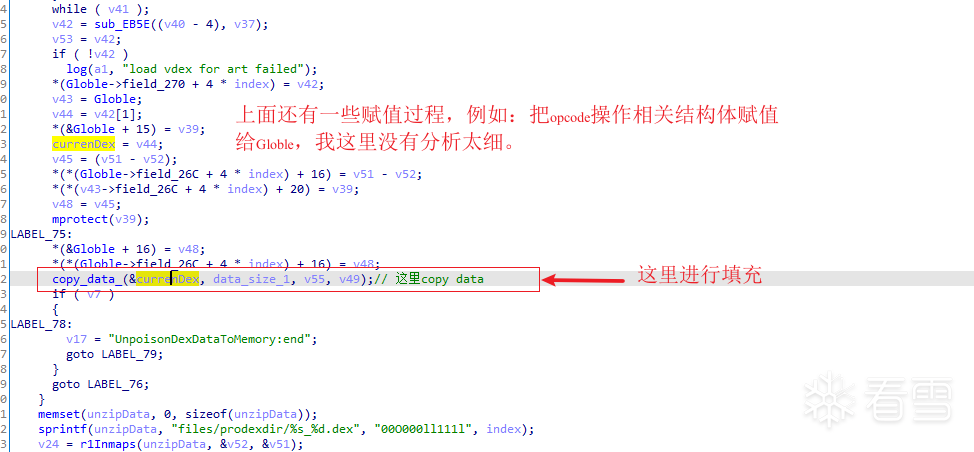 4 while ( v41 );
5 v42 = sub_EB5E((v40 - 4), v37);
6 v53 = v42;
7 if ( !v42 )
8 log(a1, "load vdex for art failed");
9 *(Globle->field_270 + 4 * index) = v42;
0 v43 = Globle;
1 v44 = v42[1];
2 *(&Globle + 15) = v39;
3 currenDex = v44;
4 v45 = (v51 - v52);
5 *(*(Globle->field_26C + 4 * index) + 16) = v51 - v52;
6 *(*(v43->field_26C + 4 * index) + 20) = v39;
7 v48 = v45;
8 mprotect(v39);
上面还有一些赋值过程，例如：把opcode操作相关结构体赋值
给Globle，我这里没有分析太细。
9 LABEL_75:
0 *(&Globle + 16) = v48;
1 *(*(Globle->field_26C + 4 * index) + 16) = v48;
2 copy_data_(&currenDex, data_size_1, v55, v49);// 这里copy data
这里进行填充
3 if ( v7 )
4 {
5 LABEL_78:
6 v17 = "UnpoisonDexDataToMemory:end";
7 goto LABEL_79;
8 }
9 goto LABEL_76;
0 }
1 memset(unzipData, 0, sizeof(unzipData));
2 sprintf(unzipData, "files/prodexdir/%s_%d.dex", "00O000ll111l", index);
3 v24 = r1Inmaps(unzipData, &v52, &v51);
看雪